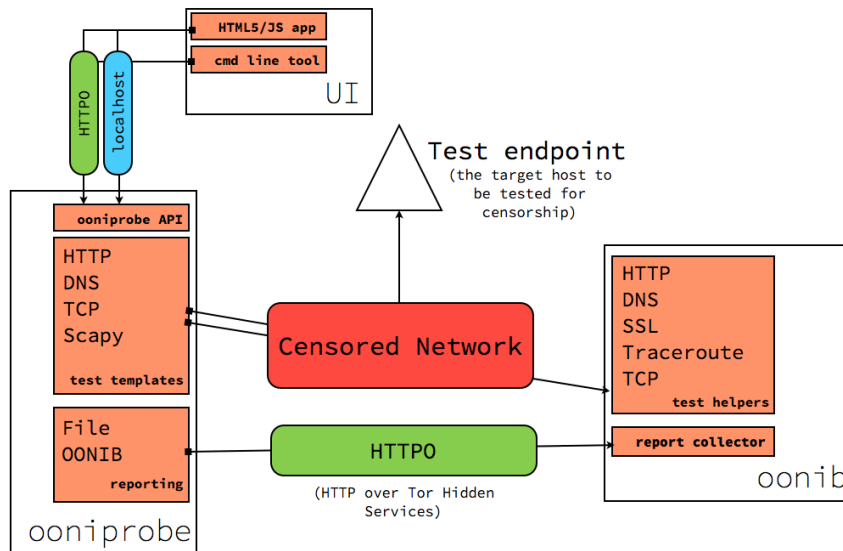 HTML5/JS app
cmd line tool
UI
HTTPO
localhost
Test endpoint
(the target host to
be tested for
censorship)
ooniprobe API
HTTP
DNS
TCP
Scapy
test templates
File
OONIB
reporting
ooniprobe
Censored Network
HTTPO
(HTTP over Tor Hidden
Services)
HTTP
DNS
SSL
Traceroute
TCP
test helpers
report collector
oonib